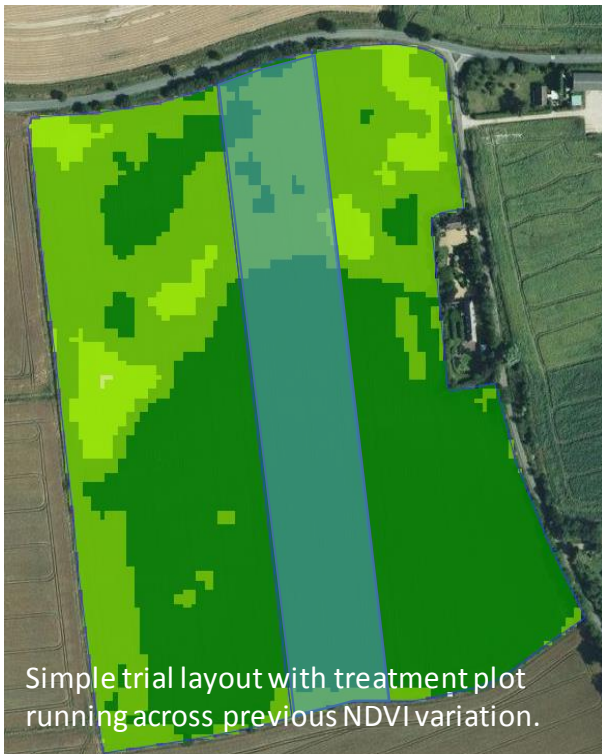 Simple trial layout with treatment plot
running across previous NDVI variation.